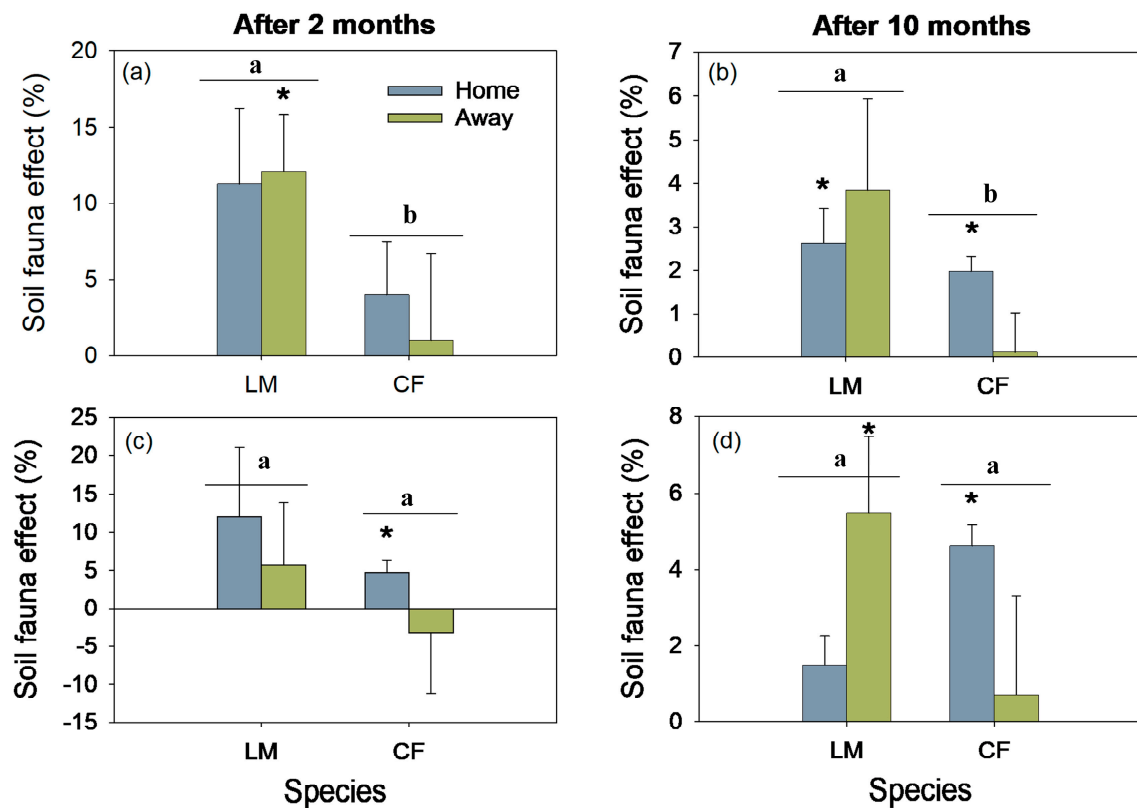 After 2 months
After 10 months
(a)
Soil fauna effect (%)
20
15
10
5
0
a
*
b
Home
Away
LM
CF
(b)
Soil fauna effect (%)
7
6
5
4
3
2
1
0
a
*
b
*
LM
CF
(c)
Soil fauna effect (%)
25
20
15
10
5
0
-5
-10
-15
a
a
*
LM
CF
Species
(d)
Soil fauna effect (%)
8
6
4
2
0
*
a
a
*
LM
CF
Species